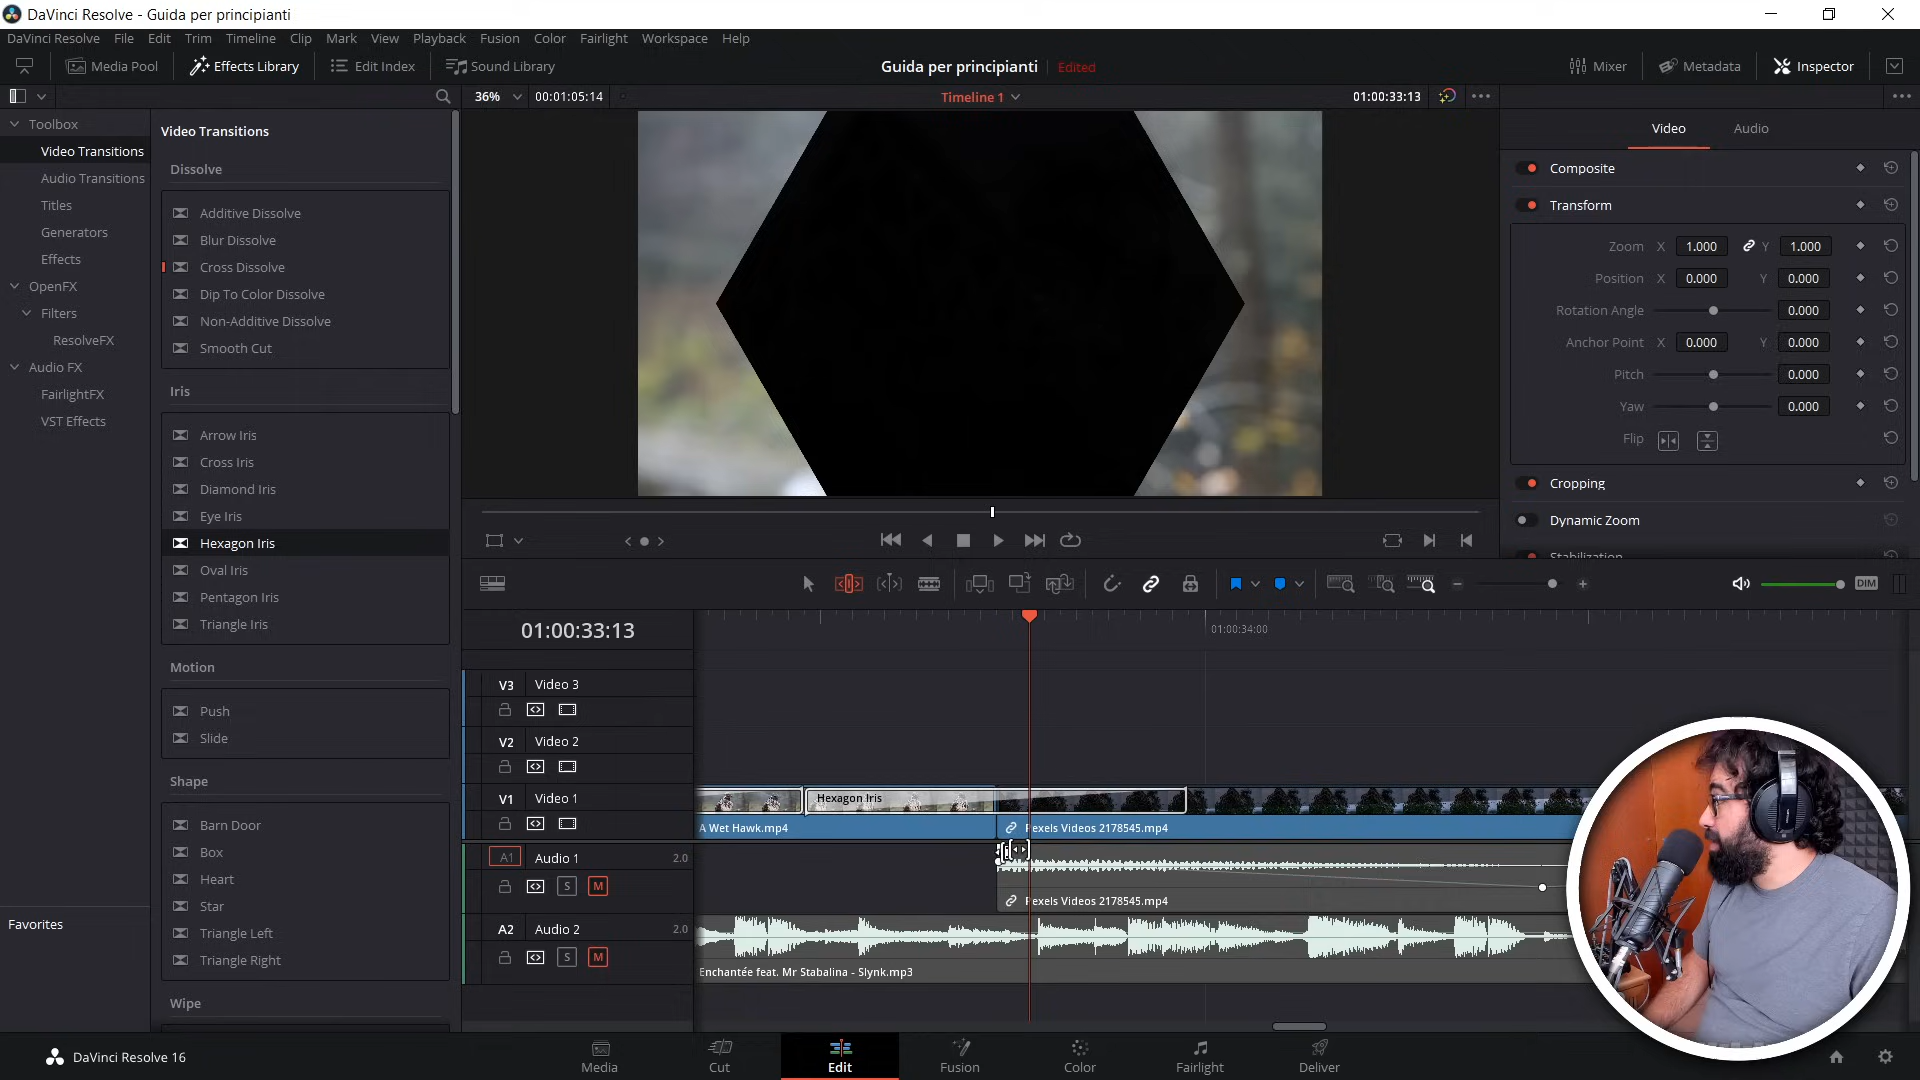 DaVinci Resolve - Guida per principianti
DaVinci Resolve File Edit Trim Timeline Clip Mark View Playback Fusion Color Fairlight Workspace Help
Media Pool Effects Library Edit Index Sound Library Guida per principianti Edited Mixer Metadata Inspector
36% 00:01:05:14 Timeline 1 01:00:33:13
Toolbox
Video Transitions
Audio Transitions
Titles
Generators
Effects
OpenFX
Filters
ResolveFX
Audio FX
FairlightFX
VST Effects
Favorites
Video Transitions
Dissolve
Additive Dissolve
Blur Dissolve
Cross Dissolve
Dip To Color Dissolve
Non-Additive Dissolve
Smooth Cut
Iris
Arrow Iris
Cross Iris
Diamond Iris
Eye Iris
Hexagon Iris
Oval Iris
Pentagon Iris
Triangle Iris
Motion
Push
Slide
Shape
Barn Door
Box
Heart
Star
Triangle Left
Triangle Right
Wipe
Video Audio
Composite
Transform
Zoom X 1.000 Y 1.000
Position X 0.000 Y 0.000
Rotation Angle 0.000
Anchor Point X 0.000 Y 0.000
Pitch 0.000
Yaw 0.000
Flip
Cropping
Dynamic Zoom
Stabilization
DIM
01:00:33:13
01:00:34:00
V3 Video 3
V2 Video 2
V1 Video 1
Hexagon Iris
A Wet Hawk.mp4
Pexels Videos 2178545.mp4
A1 Audio 1 2.0
S M
Pexels Videos 2178545.mp4
A2 Audio 2 2.0
S M
Enchantée feat. Mr Stabalina - Slynk.mp3
DaVinci Resolve 16
Media Cut Edit Fusion Color Fairlight Deliver